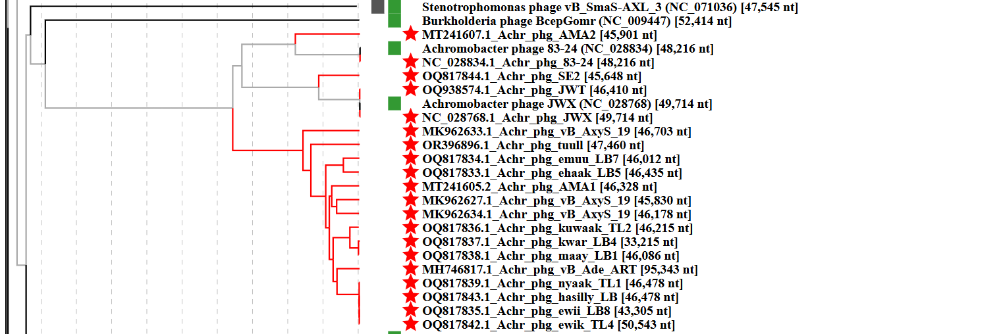 Stenotrophomonas phage vB_SmaS-AXL_3 (NC_071036) [47,545 nt]
Burkholderia phage BcepGomr (NC_009447) [52,414 nt]
MT241607.1_Achr_phg_AMA2 [45,901 nt]
Achromobacter phage 83-24 (NC_028834) [48,216 nt]
NC_028834.1_Achr_phg_83-24 [48,216 nt]
OQ817844.1_Achr_phg_SE2 [45,648 nt]
OQ938574.1_Achr_phg_JWT [46,410 nt]
Achromobacter phage JWX (NC_028768) [49,714 nt]
NC_028768.1_Achr_phg_JWX [49,714 nt]
MK962633.1_Achr_phg_vB_AxyS_19 [46,703 nt]
OR396896.1_Achr_phg_tuull [47,460 nt]
OQ817834.1_Achr_phg_emuu_LB7 [46,012 nt]
OQ817833.1_Achr_phg_ehaak_LB5 [46,435 nt]
MT241605.2_Achr_phg_AMA1 [46,328 nt]
MK962627.1_Achr_phg_vB_AxyS_19 [45,830 nt]
MK962634.1_Achr_phg_vB_AxyS_19 [46,178 nt]
OQ817836.1_Achr_phg_kuwaak_TL2 [46,215 nt]
OQ817837.1_Achr_phg_kwar_LB4 [33,215 nt]
OQ817838.1_Achr_phg_maay_LB1 [46,086 nt]
MH746817.1_Achr_phg_vB_Ade_ART [95,343 nt]
OQ817839.1_Achr_phg_nyaak_TL1 [46,478 nt]
OQ817843.1_Achr_phg_hasilly_LB [46,478 nt]
OQ817835.1_Achr_phg_ewii_LB8 [43,305 nt]
OQ817842.1_Achr_phg_ewik_TL4 [50,543 nt]